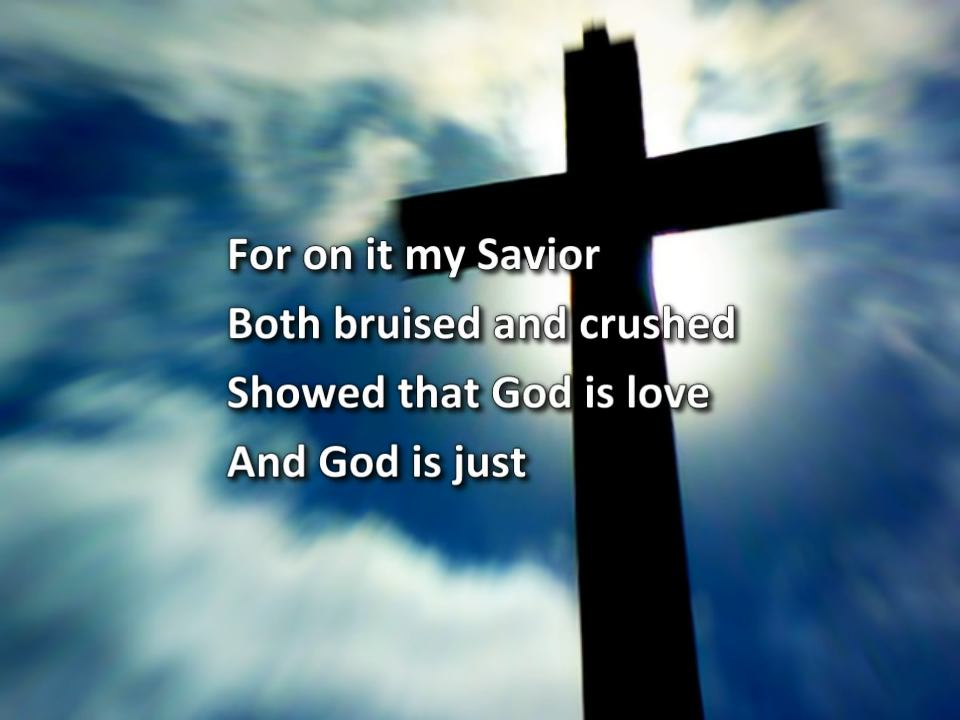 For on it my Savior
Both bruised and crushed
Showed that God is love
And God is just